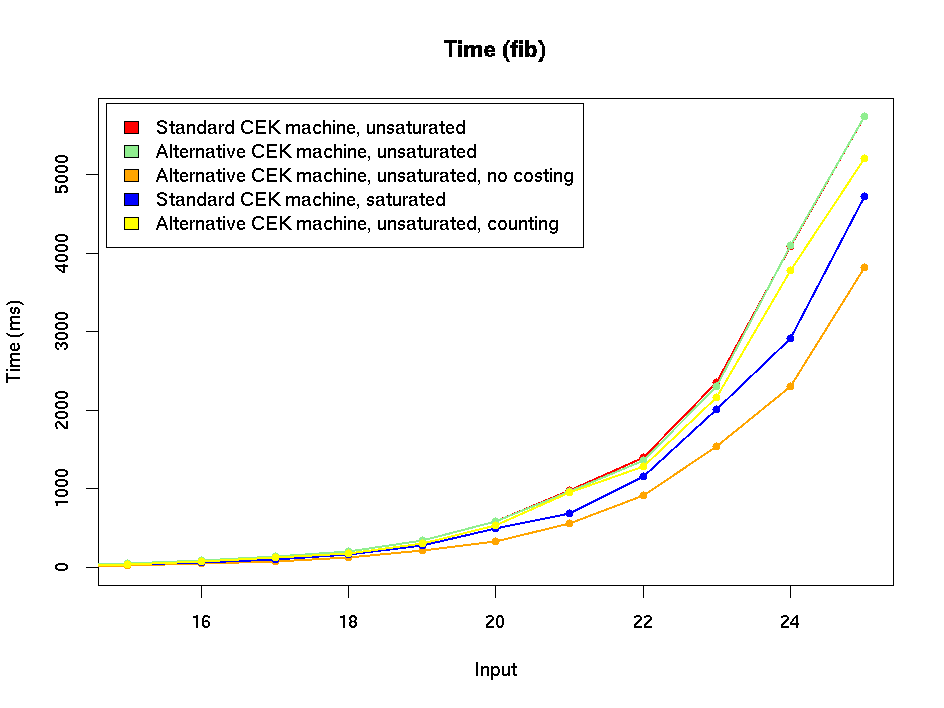 Time (fib)
Standard CEK machine, unsaturated
Alternative CEK machine, unsaturated
Alternative CEK machine, unsaturated, no costing
Standard CEK machine, saturated
Alternative CEK machine, unsaturated, counting
Time (ms)
5000
4000
3000
2000
1000
0
16 18 20 22 24
Input